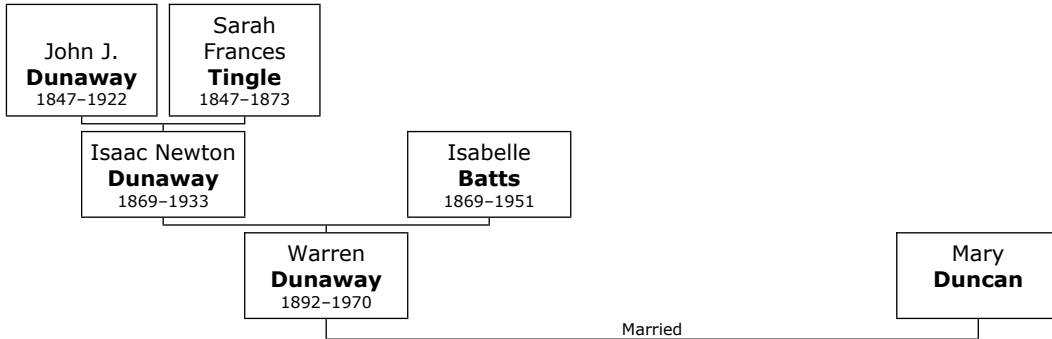 John J.
Dunaway
1847–1922
Sarah
Frances
Tingle
1847–1873
Isaac Newton
Dunaway
1869–1933
Isabelle
Batts
1869–1951
Warren
Dunaway
1892–1970
Mary
Duncan
Married